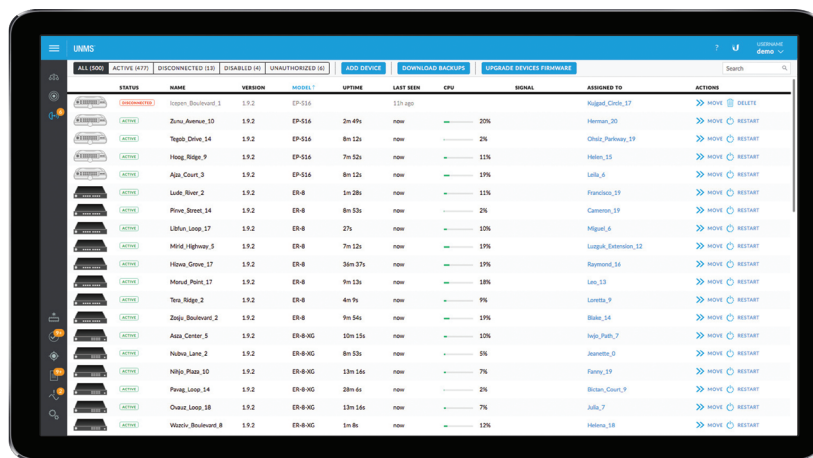 UNMS
?
USERNAME
demo
ALL (500) ACTIVE (477) DISCONNECTED (13) DISABLED (4) UNAUTHORIZED (6) ADD DEVICE DOWNLOAD BACKUPS UPGRADE DEVICES FIRMWARE Search
STATUS NAME VERSION MODEL UPTIME LAST SEEN CPU SIGNAL ASSIGNED TO ACTIONS
DISCONNECTED Icepen_Boulevard_1 1.9.2 EP-S16 11h ago Kujgad_Circle_17 MOVE DELETE
ACTIVE Zunu_Avenue_10 1.9.2 EP-S16 2m 49s now 20% Herman_20 MOVE RESTART
ACTIVE Tegob_Drive_14 1.9.2 EP-S16 8m 12s now 2% Ohsiz_Parkway_19 MOVE RESTART
ACTIVE Hoog_Ridge_9 1.9.2 EP-S16 7m 52s now 11% Helen_15 MOVE RESTART
ACTIVE Ajza_Court_3 1.9.2 EP-S16 8m 12s now 19% Leila_6 MOVE RESTART
ACTIVE Lude_River_2 1.9.2 ER-8 1m 28s now 11% Francisco_19 MOVE RESTART
ACTIVE Pinve_Street_14 1.9.2 ER-8 8m 53s now 2% Cameron_19 MOVE RESTART
ACTIVE Libfun_Loop_17 1.9.2 ER-8 27s now 10% Miguel_6 MOVE RESTART
ACTIVE Mirid_Highway_5 1.9.2 ER-8 7m 12s now 19% Luzguk_Extension_12 MOVE RESTART
ACTIVE Hizwa_Grove_17 1.9.2 ER-8 36m 37s now 19% Raymond_16 MOVE RESTART
ACTIVE Morud_Point_17 1.9.2 ER-8 9m 13s now 18% Leo_13 MOVE RESTART
ACTIVE Tera_Ridge_2 1.9.2 ER-8 4m 9s now 9% Loretta_9 MOVE RESTART
ACTIVE Zosju_Boulevard_2 1.9.2 ER-8 9m 54s now 19% Blake_14 MOVE RESTART
ACTIVE Asza_Center_5 1.9.2 ER-8-XG 10m 15s now 10% Iwjo_Path_7 MOVE RESTART
ACTIVE Nubva_Lane_2 1.9.2 ER-8-XG 8m 53s now 5% Jeanette_0 MOVE RESTART
ACTIVE Nihjo_Plaza_10 1.9.2 ER-8-XG 13m 16s now 7% Fanny_19 MOVE RESTART
ACTIVE Pavag_Loop_14 1.9.2 ER-8-XG 28m 6s now 2% Bictan_Court_9 MOVE RESTART
ACTIVE Ovauz_Loop_18 1.9.2 ER-8-XG 13m 16s now 7% Julia_7 MOVE RESTART
ACTIVE Wazciv_Boulevard_8 1.9.2 ER-8-XG 1m 8s now 12% Helena_18 MOVE RESTART